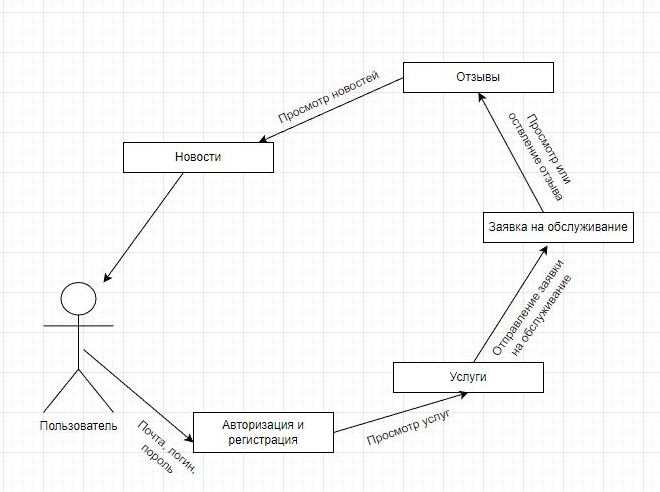 Отзывы
Просмотр новостей
Новости
Просмотр или
оствление отзыва
Заявка на обслуживание
Отправление заявки
на обслуживание
Услуги
Просмотр услуг
Авторизация и
регистрация
Пользователь
Почта, логин,
пороль